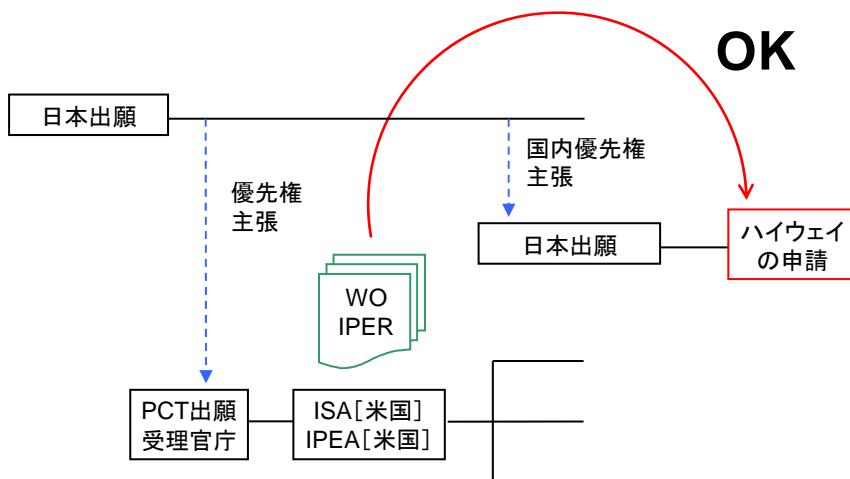 OK
日本出願
国内優先権
主張
優先権
主張
日本出願
ハイウェイ
の申請
WO
IPER
PCT出願
受理官庁
ISA[米国]
IPEA[米国]